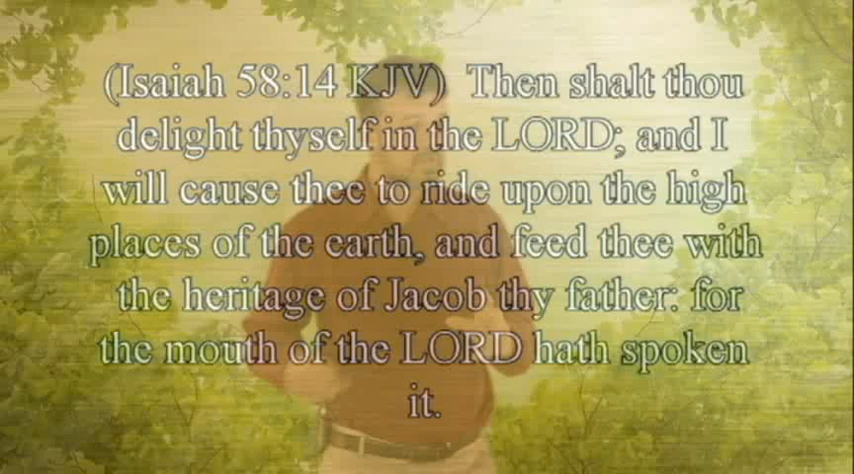 (Isaiah 58:14 KJV)  Then shalt thou
delight thyself in the LORD; and I
will cause thee to ride upon the high
places of the earth, and feed thee with
the heritage of Jacob thy father: for
the mouth of the LORD hath spoken
it.